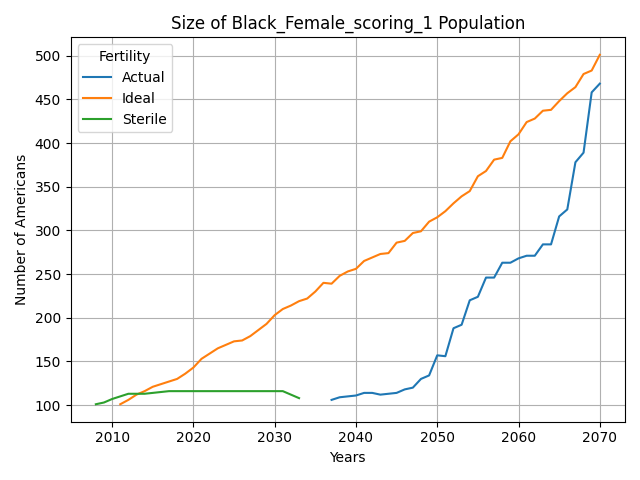 Size of Black_Female_scoring_1 Population
Fertility
Actual
Ideal
Sterile
Number of Americans
500
450
400
350
300
250
200
150
100
2010 2020 2030 2040 2050 2060 2070
Years